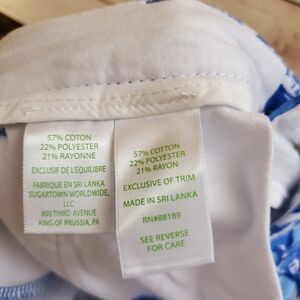 57% COTON
22% POLYESTER
21% RAYONNE
EXCLUSIF DE L'ÉQUILIBRE
FABRIQUE EN SRI LANKA
SUGARTOWN WORLDWIDE,
LLC
800 THIRD AVENUE
KING OF PRUSSIA, PA
57% COTTON
22% POLYESTER
21% RAYON
EXCLUSIVE OF TRIM
MADE IN SRI LANKA
RN#88189
SEE REVERSE
FOR CARE